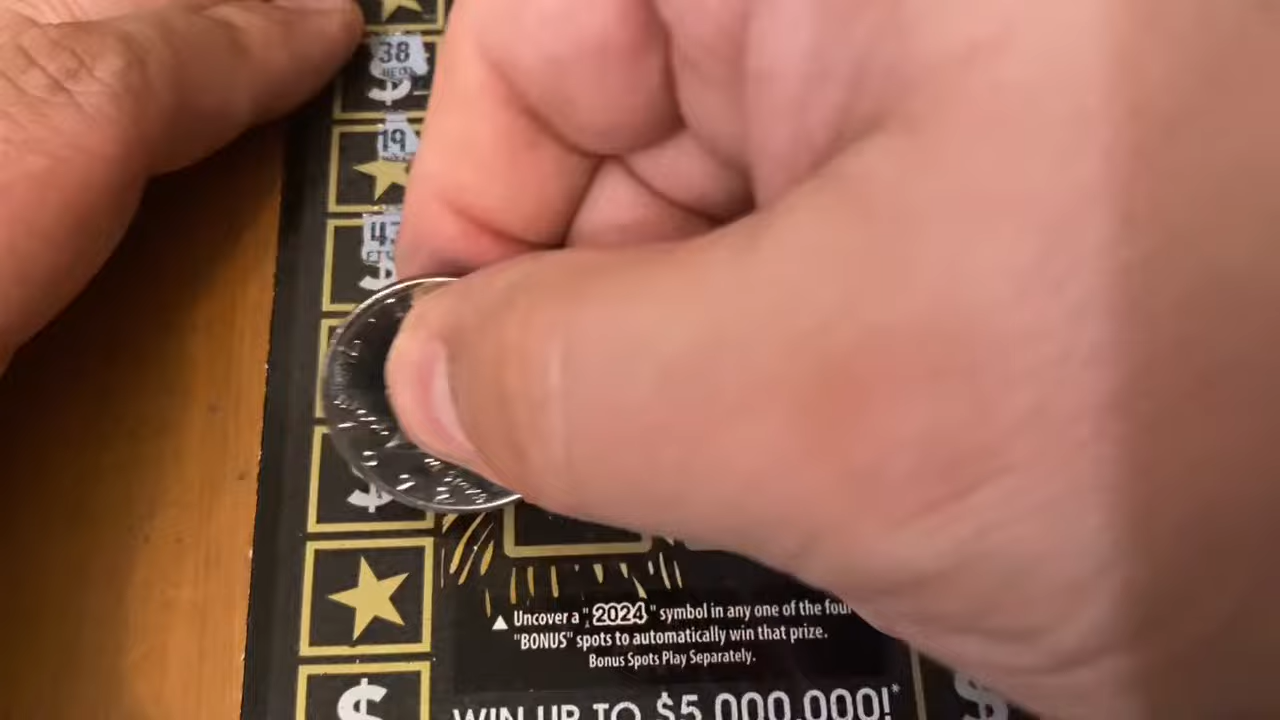 38
19
▲ Uncover a "2024" symbol in any one of the four
"BONUS" spots to automatically win that prize.
Bonus Spots Play Separately.
WIN UP TO $5,000,000!*